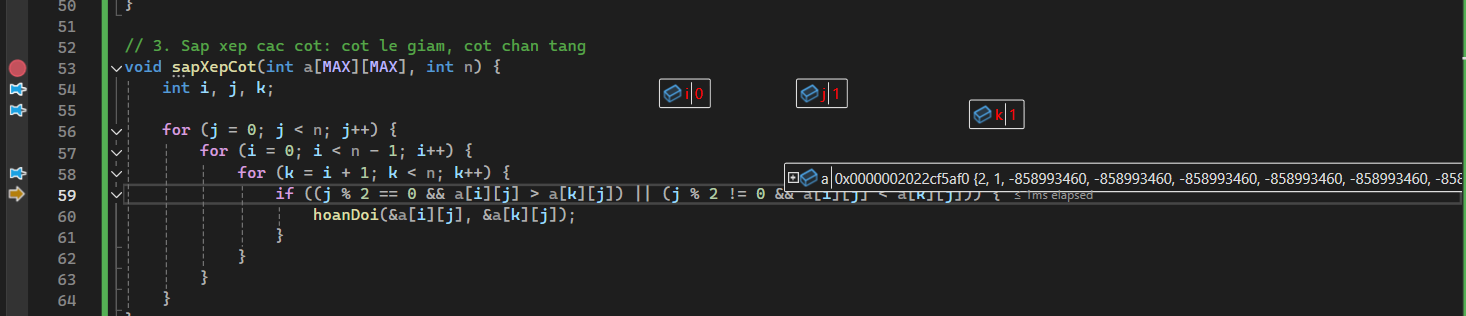 50 }
51
52 // 3. Sap xep cac cot: cot le giam, cot chan tang
53 void sapXepCot(int a[MAX][MAX], int n) {
54 int i, j, k;
i 0 j 1
55
k 1
56 for (j = 0; j < n; j++) {
57 for (i = 0; i < n - 1; i++) {
58 for (k = i + 1; k < n; k++) {
a 0x0000002022cf5af0 {2, 1, -858993460, -858993460, -858993460, -858993460, -858993460, -858
59 if ((j % 2 == 0 && a[i][j] > a[k][j]) || (j % 2 != 0 && a[i][j] < a[k][j])) { ≤ 1ms elapsed
60 hoanDoi(&a[i][j], &a[k][j]);
61 }
62 }
63 }
64 }